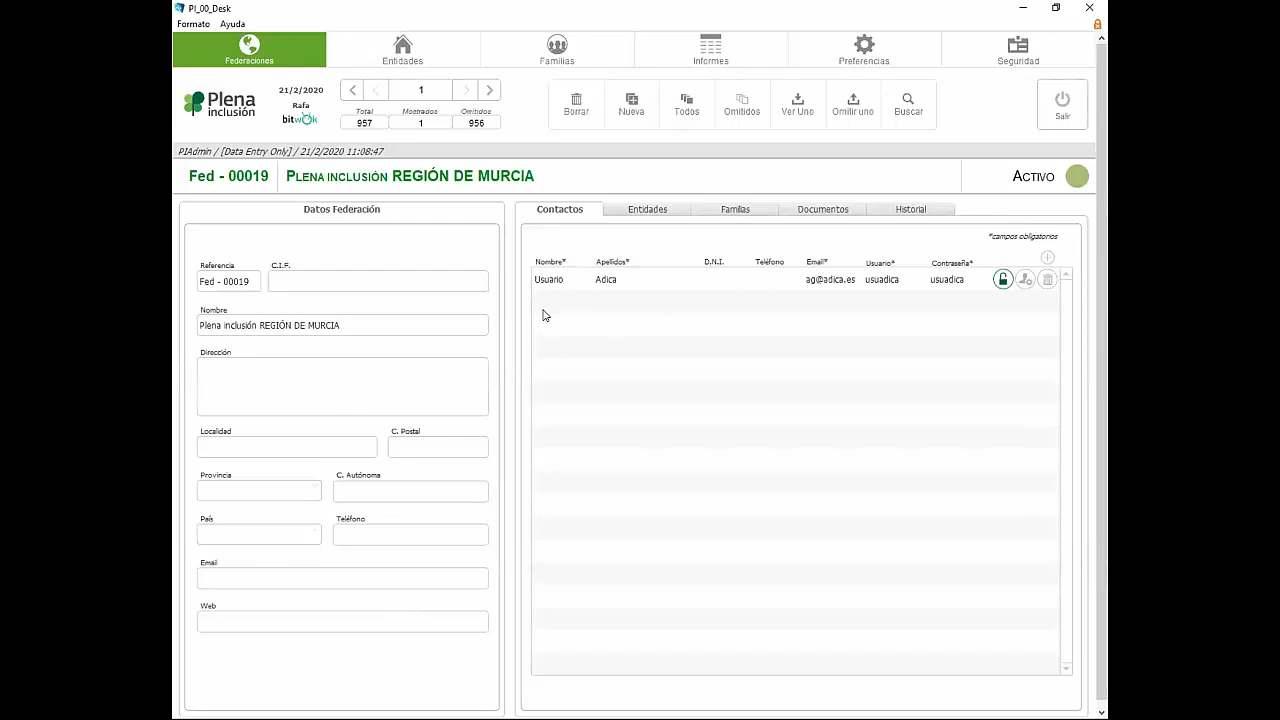 PI_00_Desk
Formato Ayuda
Federaciones Entidades Familias Informes Preferencias Seguridad
Plena inclusión
21/2/2020
Rafa
bitwok
1
Total Mostrados Omitidos
957 1 956
Borrar Nueva Todos Omitidos Ver Uno Omitir uno Buscar
Salir
PIAdmin / [Data Entry Only] / 21/2/2020 11:08:47
Fed - 00019 PLENA INCLUSIÓN REGIÓN DE MURCIA ACTIVO
Datos Federación
Referencia C.I.F.
Fed - 00019
Nombre
Plena inclusión REGIÓN DE MURCIA
Dirección
Localidad C. Postal
Provincia C. Autónoma
País Teléfono
Email
Web
Contactos Entidades Familias Documentos Historial
*campos obligatorios
Nombre* Apellidos* D.N.I. Teléfono Email* Usuario* Contraseña*
Usuario Adica ag@adica.es usuadica usuadica